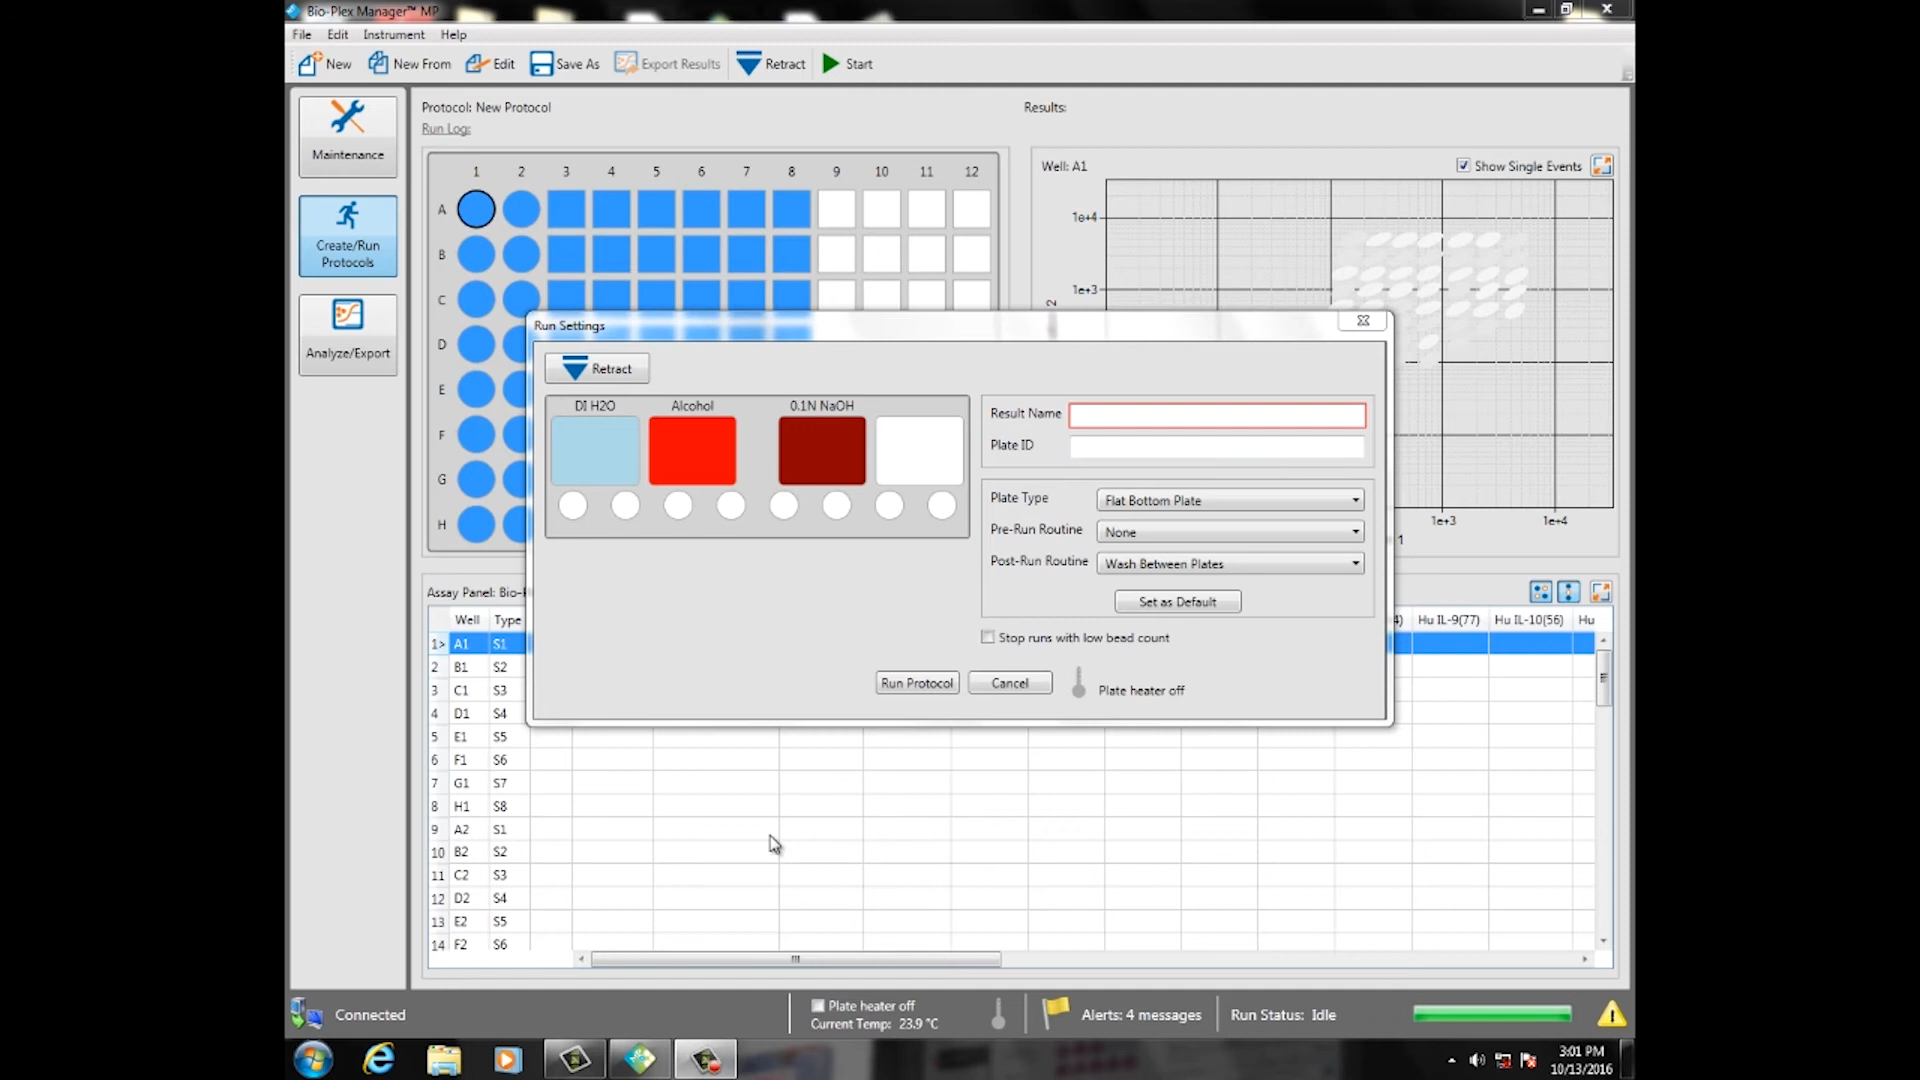 Bio-Plex Manager™ MP
File Edit Instrument Help
New New From Edit Save As Export Results Retract Start
Maintenance
Create/Run
Protocols
Analyze/Export
Protocol: New Protocol
Run Log:
Results:
1 2 3 4 5 6 7 8 9 10 11 12
A
B
C
D
E
F
G
H
Well: A1
Show Single Events
1e+4
1e+3
2
1e+3 1e+4
1
Run Settings
Retract
DI H2O Alcohol 0.1N NaOH
Result Name
Plate ID
Plate Type Flat Bottom Plate
Pre-Run Routine None
Post-Run Routine Wash Between Plates
Set as Default
Stop runs with low bead count
Run Protocol Cancel Plate heater off
Assay Panel: Bio-P
Well Type Hu IL-9(77) Hu IL-10(56) Hu
1> A1 S1
2 B1 S2
3 C1 S3
4 D1 S4
5 E1 S5
6 F1 S6
7 G1 S7
8 H1 S8
9 A2 S1
10 B2 S2
11 C2 S3
12 D2 S4
13 E2 S5
14 F2 S6
Connected
Plate heater off
Current Temp: 23.9 °C
Alerts: 4 messages
Run Status: Idle
3:01 PM
10/13/2016